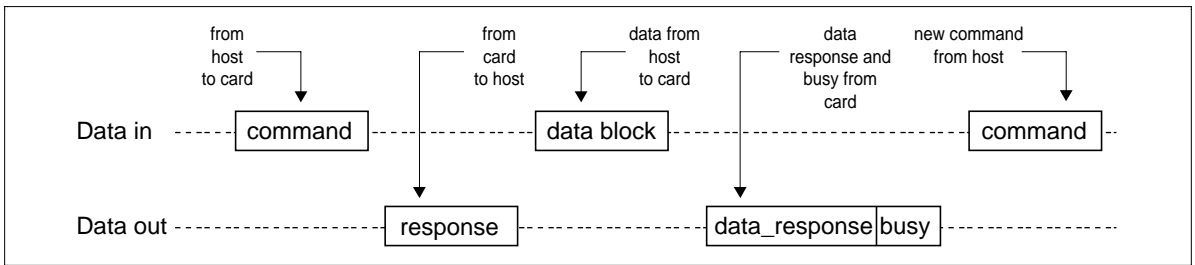 from
host
to card
from
card
to host
data from
host
to card
data
response and
busy from
card
new command
from host
Data in
command
data block
command
Data out
response
data_response
busy